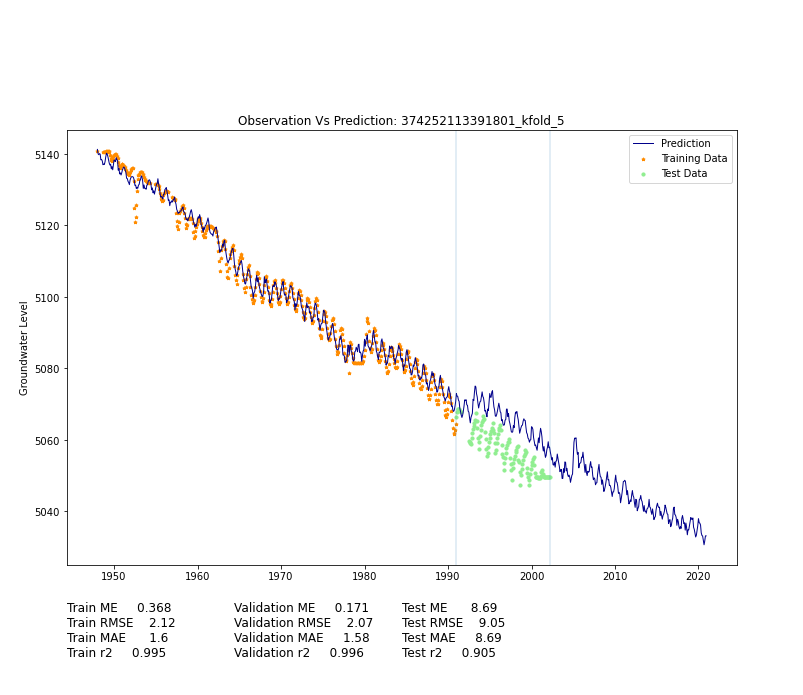 Observation Vs Prediction: 374252113391801_kfold_5
Prediction
Training Data
Test Data
5140
5120
5100
5080
5060
5040
Groundwater Level
1950 1960 1970 1980 1990 2000 2010 2020
Train ME 0.368 Validation ME 0.171 Test ME 8.69
Train RMSE 2.12 Validation RMSE 2.07 Test RMSE 9.05
Train MAE 1.6 Validation MAE 1.58 Test MAE 8.69
Train r2 0.995 Validation r2 0.996 Test r2 0.905